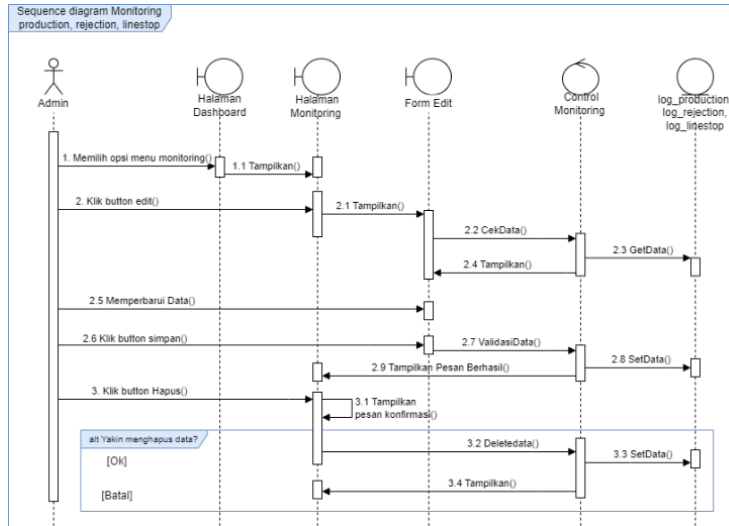 Sequence diagram Monitoring
production, rejection, linestop
Admin
Halaman
Dashboard
Halaman
Monitoring
Form Edit
Control
Monitoring
log_production
log_rejection,
log_linestop
1. Memilih opsi menu monitoring()
1.1 Tampilkan()
2. Klik button edit()
2.1 Tampilkan()
2.2 CekData()
2.3 GetData()
2.4 Tampilkan()
2.5 Memperbarui Data()
2.6 Klik button simpan()
2.7 ValidasiData()
2.8 SetData()
2.9 Tampilkan Pesan Berhasil()
3. Klik button Hapus()
3.1 Tampilkan
pesan konfirmasi()
alt Yakin menghapus data?
3.2 Deletedata()
[Ok]
3.3 SetData()
3.4 Tampilkan()
[Batal]